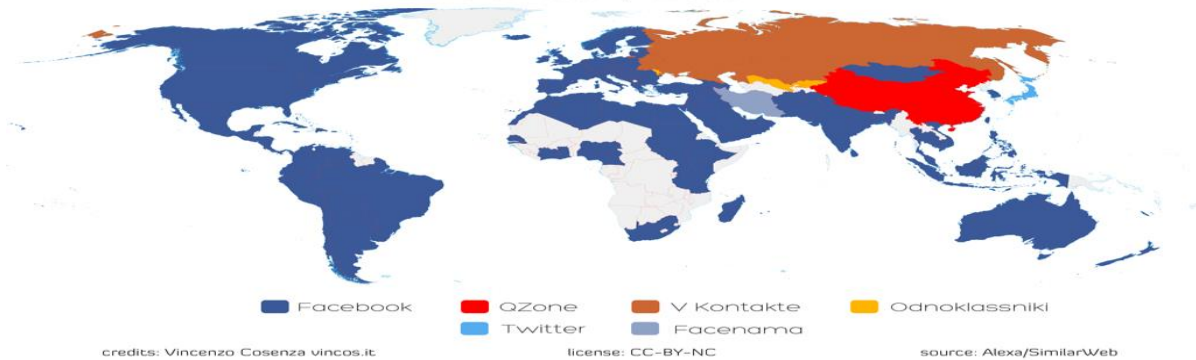 Facebook QZone V Kontakte Odnoklassniki
Twitter Facenama
credits: Vincenzo Cosenza vincos.it license: CC-BY-NC source: Alexa/SimilarWeb